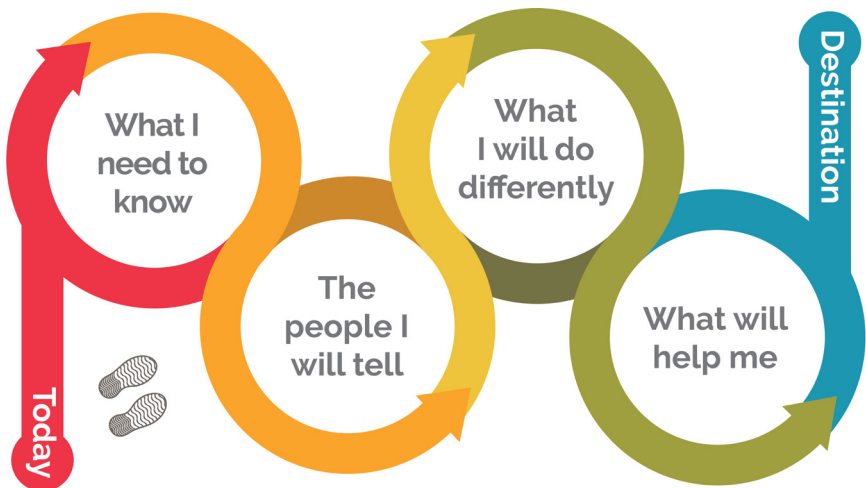 Today
What I
need to
know
The
people I
will tell
What
I will do
differently
What will
help me
Destination